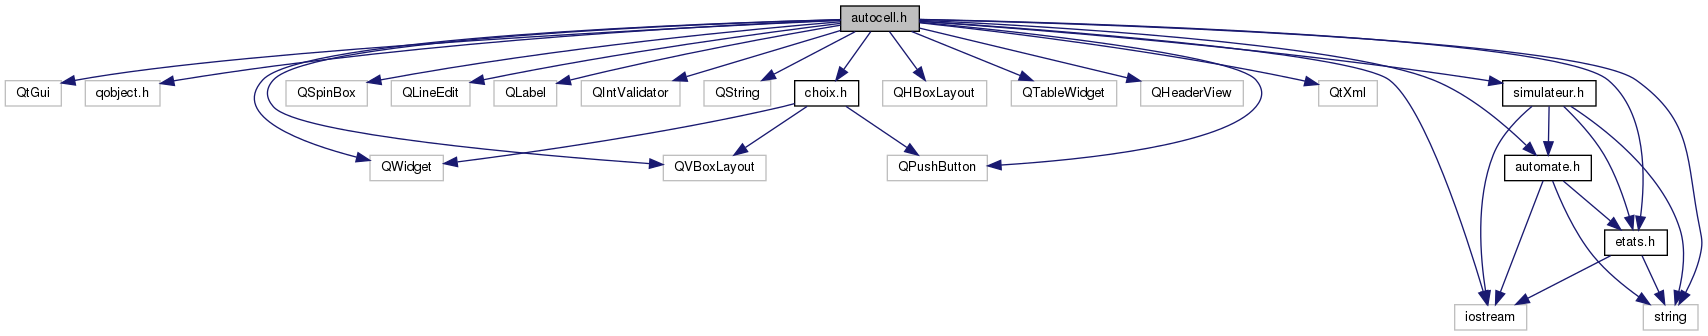 autocell.h
QtGui
qobject.h
QSpinBox
QLineEdit
QLabel
QIntValidator
QString
choix.h
QHBoxLayout
QTableWidget
QHeaderView
QtXml
simulateur.h
QWidget
QVBoxLayout
QPushButton
automate.h
etats.h
iostream
string